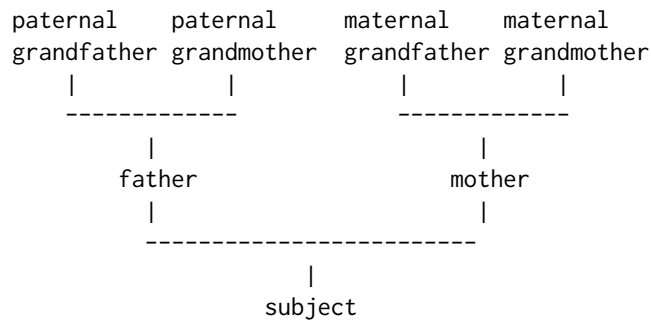 paternal paternal maternal maternal
grandfather grandmother grandfather grandmother
father mother
subject